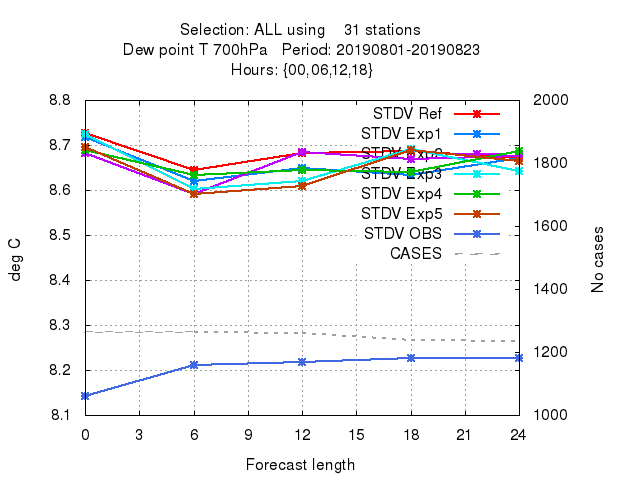 Selection: ALL using 31 stations
Dew point T 700hPa Period: 20190801-20190823
Hours: {00,06,12,18}
8.8
8.7
8.6
8.5
8.4
8.3
8.2
8.1
deg C
STDV Ref
STDV Exp1
STDV Exp2
STDV Exp3
STDV Exp4
STDV Exp5
STDV OBS
CASES
2000
1800
1600
1400
1200
1000
No cases
0 3 6 9 12 15 18 21 24
Forecast length